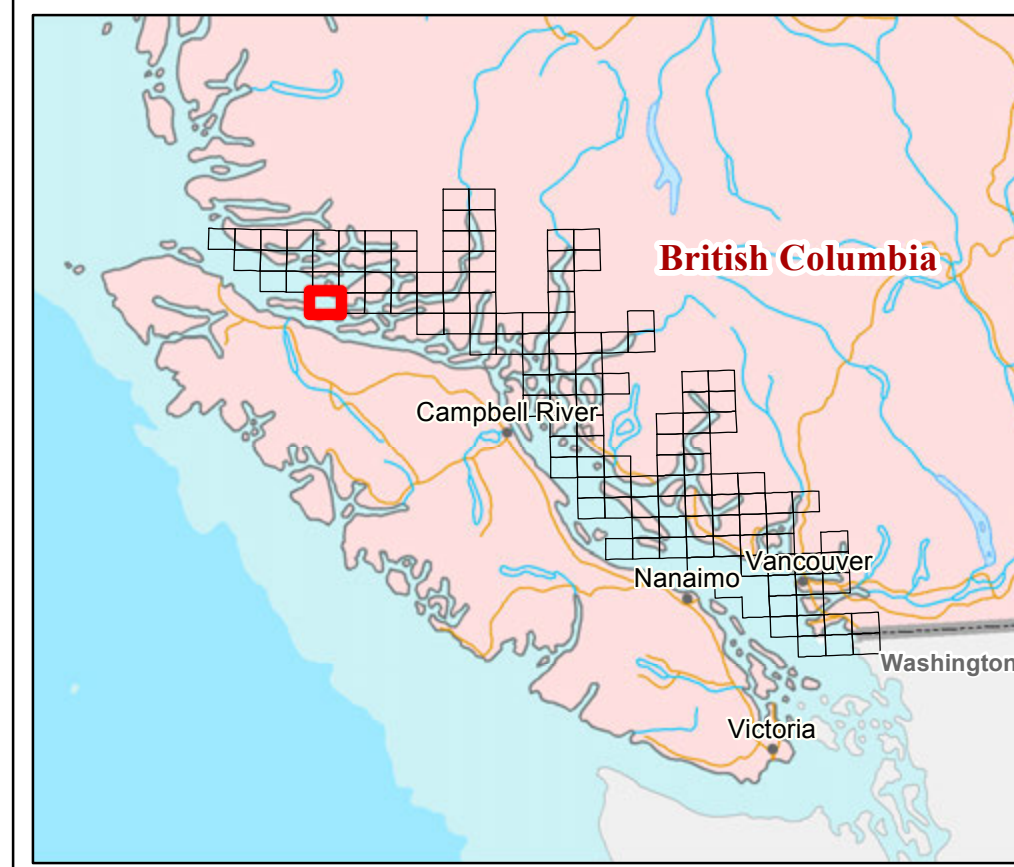 British Columbia
Campbell River
Vancouver
Nanaimo
Washington
Victoria